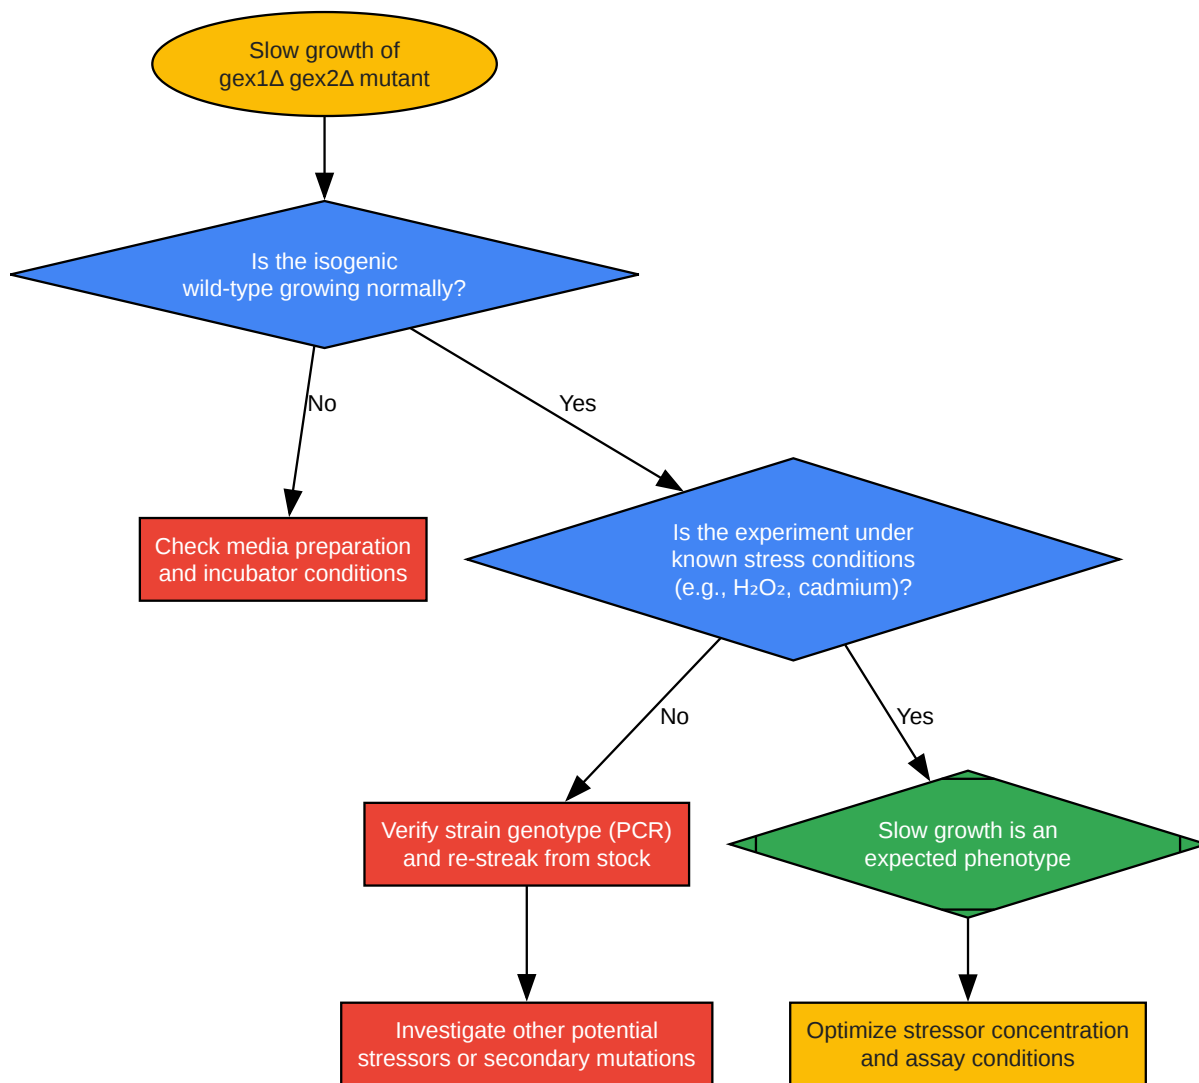 Slow growth of
gex1Δ gex2Δ mutant
Is the isogenic
wild-type growing normally?
No
Yes
Check media preparation
and incubator conditions
Is the experiment under
known stress conditions
(e.g., H₂O₂, cadmium)?
No
Yes
Verify strain genotype (PCR)
and re-streak from stock
Slow growth is an
expected phenotype
Investigate other potential
stressors or secondary mutations
Optimize stressor concentration
and assay conditions